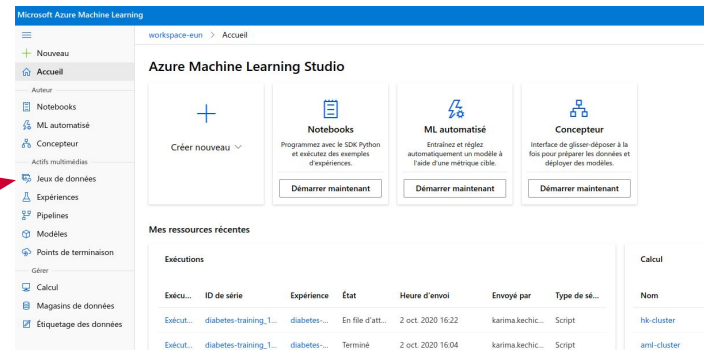 Microsoft Azure Machine Learning
workspace-eun > Accueil
Nouveau
Accueil
Auteur
Notebooks
ML automatisé
Concepteur
Actifs multimédias
Jeux de données
Expériences
Pipelines
Modèles
Points de terminaison
Gérer
Calcul
Magasins de données
Étiquetage des données
Azure Machine Learning Studio
Créer nouveau
Notebooks
Programmez avec le SDK Python
et exécutez des exemples
d'expériences.
Démarrer maintenant
ML automatisé
Entraînez et réglez
automatiquement un modèle à
l'aide d'une métrique cible.
Démarrer maintenant
Concepteur
Interface de glisser-déposer à la
fois pour préparer les données et
déployer des modèles.
Démarrer maintenant
Mes ressources récentes
Exécutions
Exécu... ID de série Expérience État Heure d'envoi Envoyé par Type de sé...
Exécut... diabetes-training_1... diabetes-... En file d'att... 2 oct. 2020 16:22 karima.kechic... Script
Exécut... diabetes-training_1... diabetes-... Terminé 2 oct. 2020 16:04 karima.kechic... Script
Calcul
Nom
hk-cluster
aml-cluster